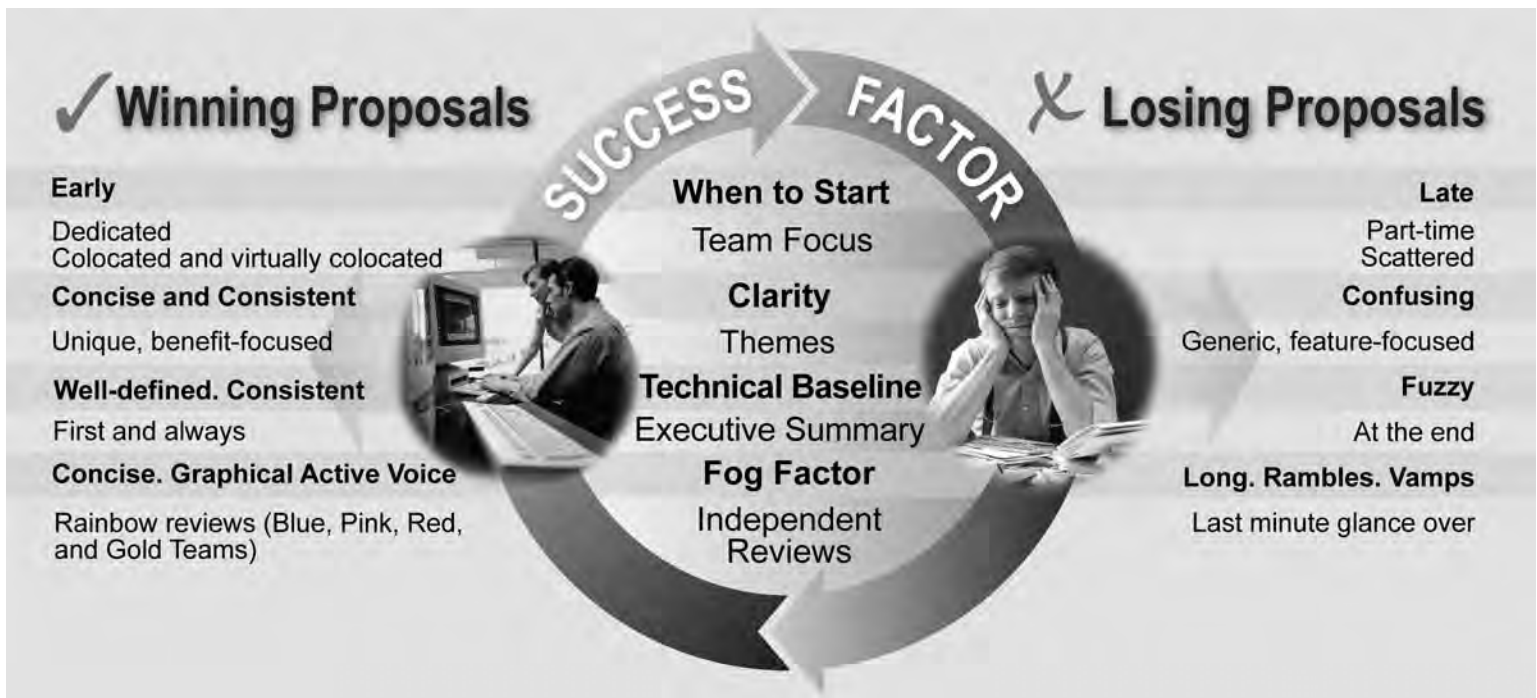 Winning Proposals
SUCCESS FACTOR
Losing Proposals
Early
When to Start
Late
Dedicated
Colocated and virtually colocated
Team Focus
Part-time
Scattered
Concise and Consistent
Clarity
Confusing
Unique, benefit-focused
Themes
Generic, feature-focused
Well-defined. Consistent
Technical Baseline
Fuzzy
First and always
Executive Summary
At the end
Concise. Graphical Active Voice
Fog Factor
Long. Rambles. Vamps
Rainbow reviews (Blue, Pink, Red,
and Gold Teams)
Independent
Reviews
Last minute glance over